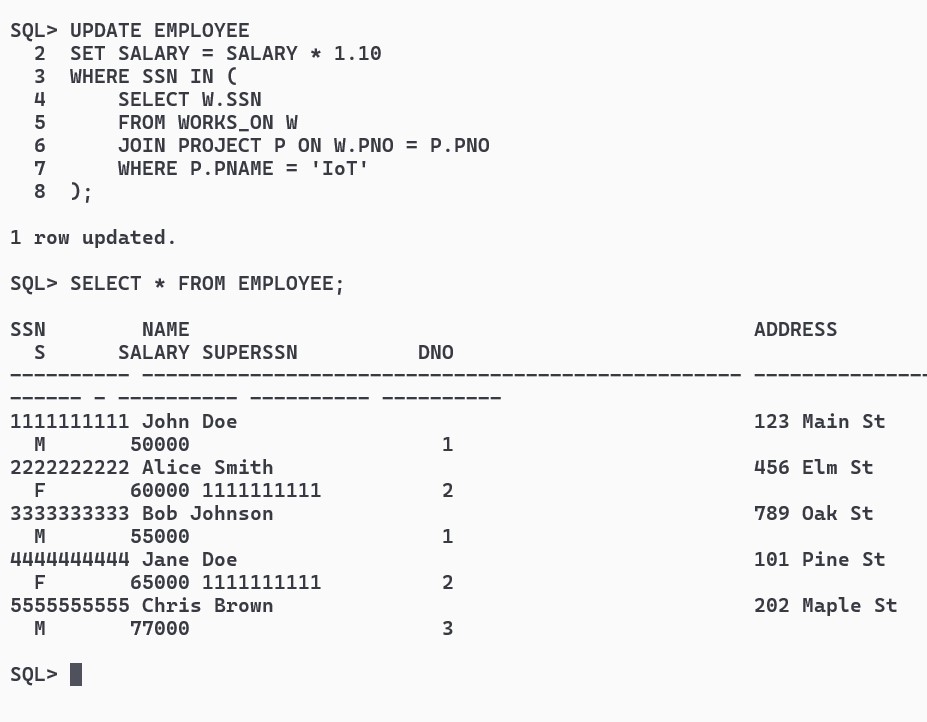 SQL> UPDATE EMPLOYEE
  2  SET SALARY = SALARY * 1.10
  3  WHERE SSN IN (
  4      SELECT W.SSN
  5      FROM WORKS_ON W
  6      JOIN PROJECT P ON W.PNO = P.PNO
  7      WHERE P.PNAME = 'IoT'
  8  );

1 row updated.

SQL> SELECT * FROM EMPLOYEE;

SSN        NAME                                               ADDRESS
  S      SALARY SUPERSSN          DNO
---------- -------------------------------------------------- ---------------
------ - ---------- ---------- ----------
1111111111 John Doe                                           123 Main St
  M       50000                     1
2222222222 Alice Smith                                        456 Elm St
  F       60000 1111111111          2
3333333333 Bob Johnson                                        789 Oak St
  M       55000                     1
4444444444 Jane Doe                                           101 Pine St
  F       65000 1111111111          2
5555555555 Chris Brown                                        202 Maple St
  M       77000                     3

SQL>